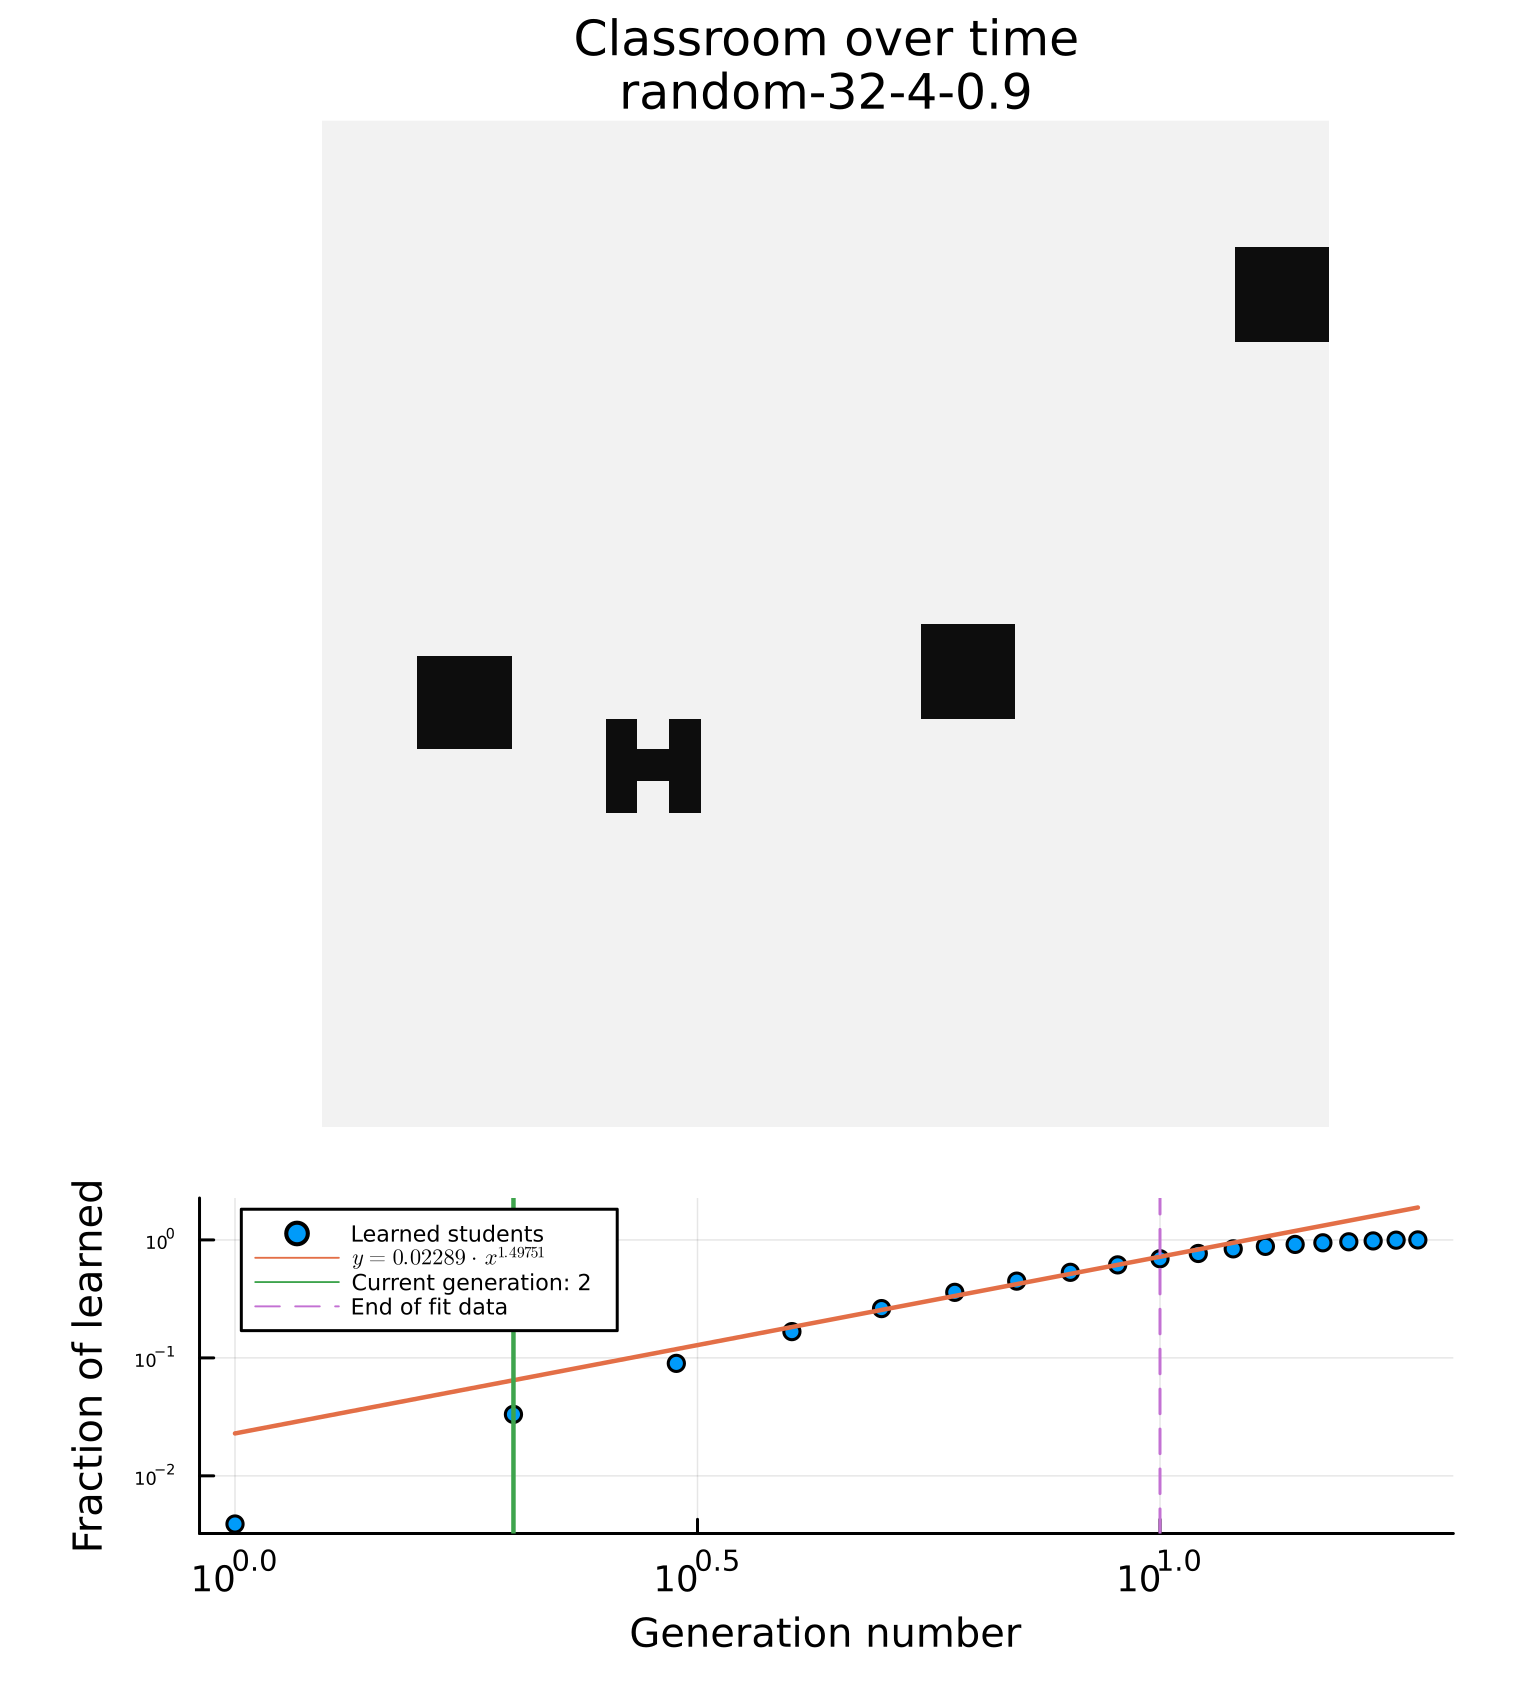 Classroom over time
random-32-4-0.9
Fraction of learned
10^0
10^-1
10^-2
Learned students
y = 0.02289 · x^1.49751
Current generation: 2
End of fit data
10^0.0
10^0.5
10^1.0
Generation number